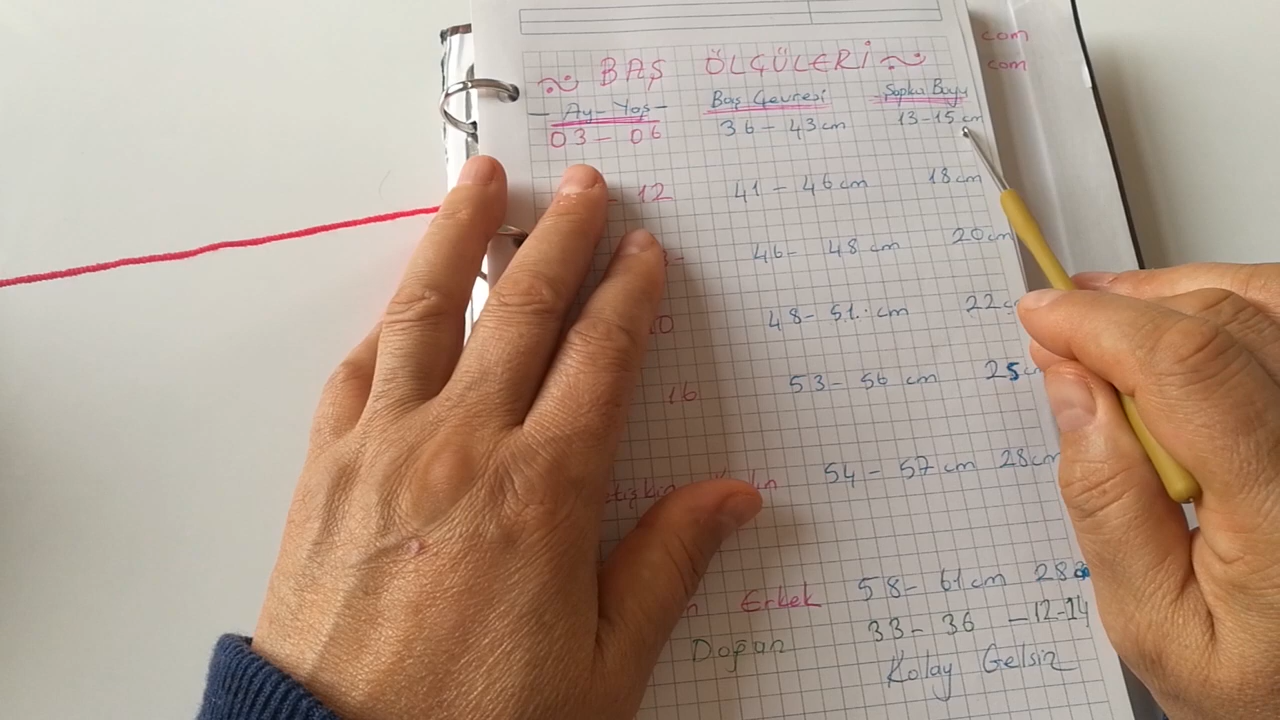 BAŞ ÖLÇÜLERİ
Ay - Yaş - Baş Çevresi Şapka Boyu
03 - 06 36 - 43 cm 13 - 15 cm
12 41 - 46 cm 18 cm
46 - 48 cm 20 cm
48 - 51 cm 22
16 53 - 56 cm 25
54 - 57 cm 28 cm
Erkek 58 - 61 cm 28
Doğan 33 - 36 - 12-14
Kolay Gelsin
com
com